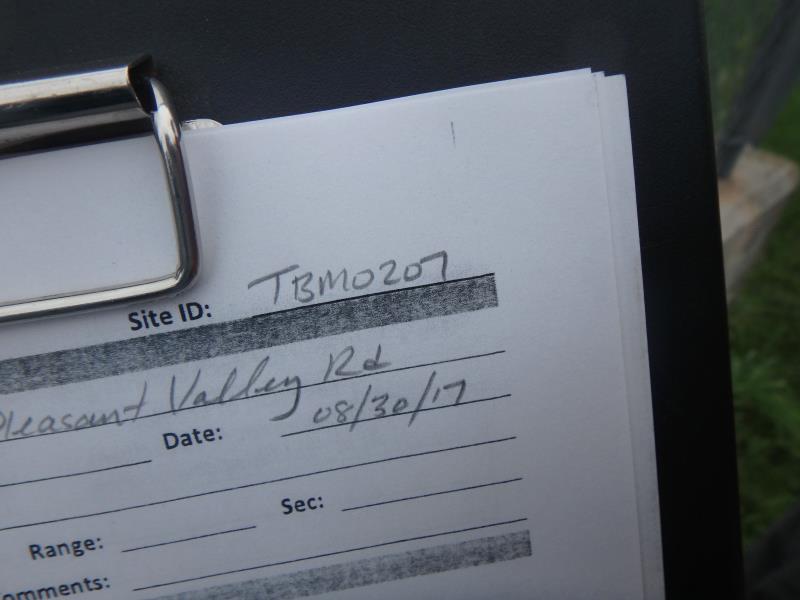 Site ID: TBM0207
Pleasant Valley Rd
Date: 08/30/17
Sec:
Range:
omments: